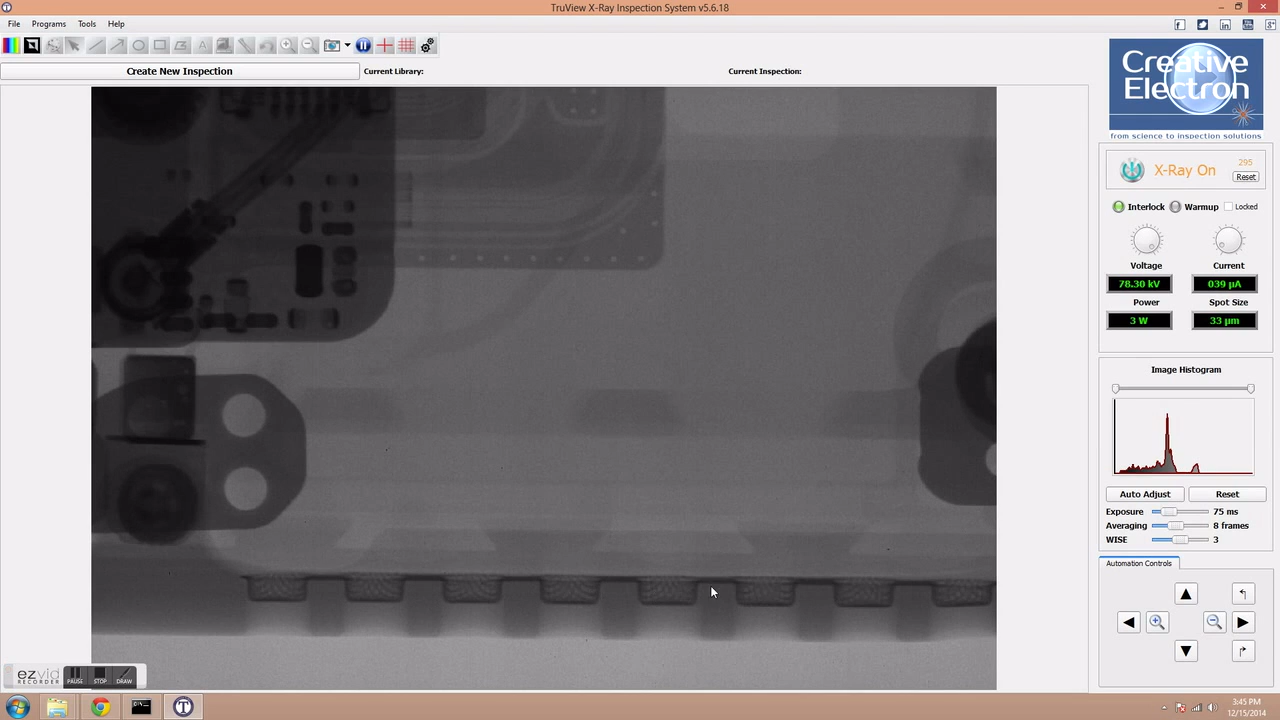 TruView X-Ray Inspection System v5.6.18
File Programs Tools Help
Create New Inspection
Current Library:
Current Inspection:
Creative
Electron
from science to inspection solutions
X-Ray On
295
Reset
Interlock
Warmup
Locked
Voltage
Current
78.30 kV
039 µA
Power
Spot Size
3 W
33 µm
Image Histogram
Auto Adjust
Reset
Exposure 75 ms
Averaging 8 frames
WISE 3
Automation Controls
ezvid
RECORDER
PAUSE
STOP
DRAW
3:45 PM
12/15/2014